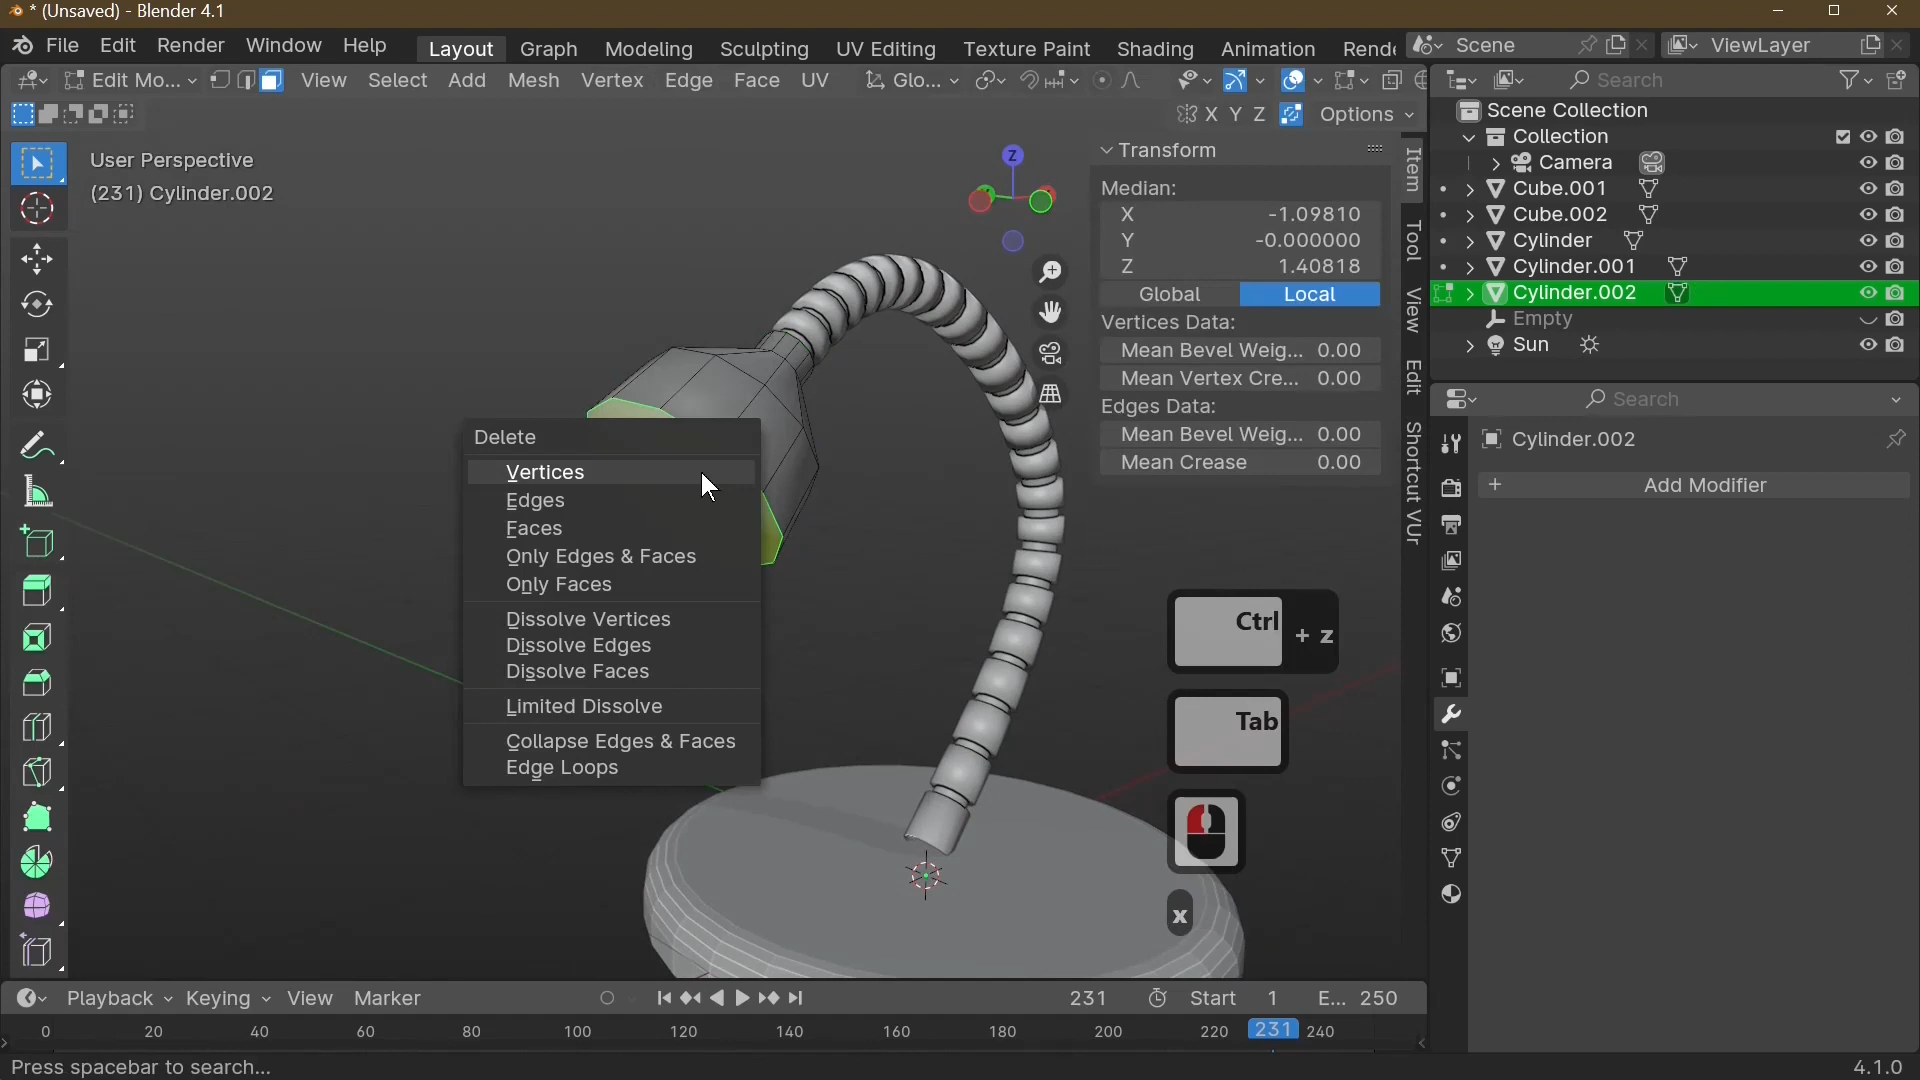 * (Unsaved) - Blender 4.1
File Edit Render Window Help
Layout Graph Modeling Sculpting UV Editing Texture Paint Shading Animation Rende
Scene
ViewLayer
Edit Mo...
View Select Add Mesh Vertex Edge Face UV
Glo...
Search
X Y Z
Options
User Perspective
(231) Cylinder.002
Z
Transform
Median:
X -1.09810
Y -0.000000
Z 1.40818
Global Local
Vertices Data:
Mean Bevel Weig... 0.00
Mean Vertex Cre... 0.00
Edges Data:
Mean Bevel Weig... 0.00
Mean Crease 0.00
Item
Tool
View
Edit
Shortcut VUr
Scene Collection
Collection
Camera
Cube.001
Cube.002
Cylinder
Cylinder.001
Cylinder.002
Empty
Sun
Search
Cylinder.002
+ Add Modifier
Delete
Vertices
Edges
Faces
Only Edges & Faces
Only Faces
Dissolve Vertices
Dissolve Edges
Dissolve Faces
Limited Dissolve
Collapse Edges & Faces
Edge Loops
Ctrl + z
Tab
x
Playback Keying View Marker
231
Start 1
E... 250
0 20 40 60 80 100 120 140 160 180 200 220 231 240
Press spacebar to search...
4.1.0